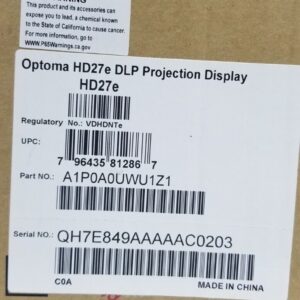 WARNING
This product and its accessories can
expose you to lead, a chemical known
to the State of California to cause cancer.
For more information, go to
www.P65Warnings.ca.gov
Optoma HD27e DLP Projection Display
HD27e
Regulatory No.: VDHDNTe
UPC:
7 96435 81286 7
PART NO.: A1P0A0UWU1Z1
SERIAL NO.: QH7E849AAAAAC0203
C0A
MADE IN CHINA